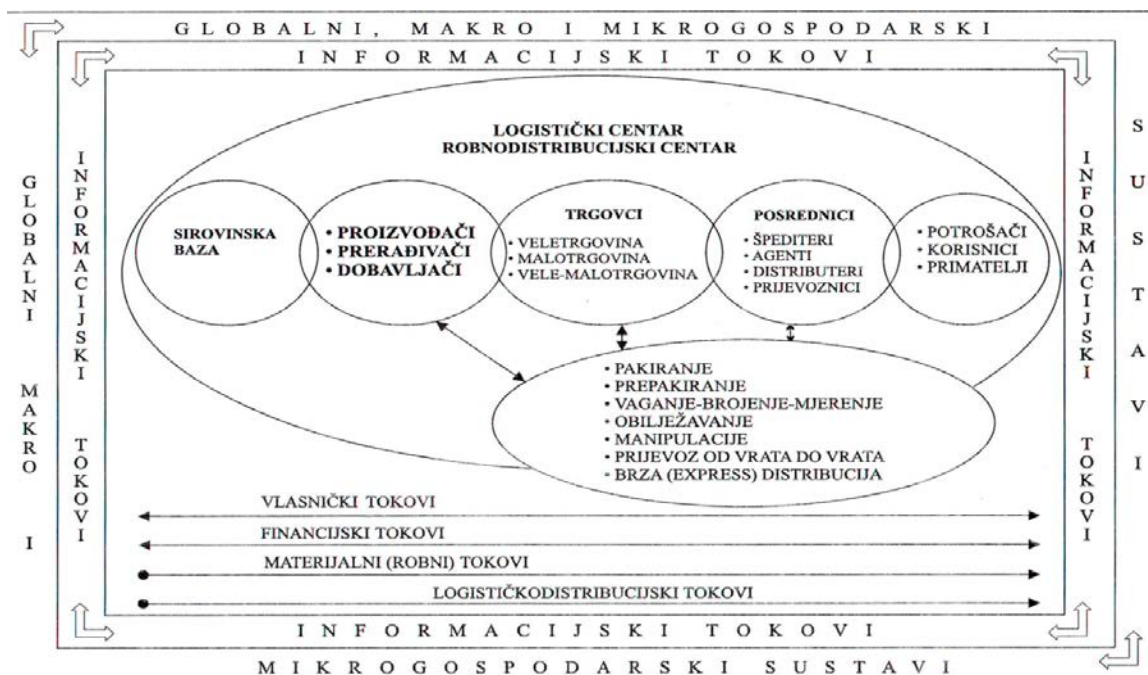 GLOBALNI, MAKRO I MIKROGOSPODARSKI
INFORMACIJSKI TOKOVI
GLOBALNI MAKRO I
INFORMACIJSKI TOKOVI
LOGISTIČKI CENTAR
ROBNODISTRIBUCIJSKI CENTAR
SIROVINSKA
BAZA
• PROIZVOĐAČI
• PRERAĐIVAČI
• DOBAVLJAČI
TRGOVCI
• VELETRGOVINA
• MALOTRGOVINA
• VELE-MALOTRGOVINA
POSREDNICI
• ŠPEDITERI
• AGENTI
• DISTRIBUTERI
• PRIJEVOZNICI
• POTROŠAČI
• KORISNICI
• PRIMATELJI
• PAKIRANJE
• PREPAKIRANJE
• VAGANJE-BROJENJE-MJERENJE
• OBILJEŽAVANJE
• MANIPULACIJE
• PRIJEVOZ OD VRATA DO VRATA
• BRZA (EXPRESS) DISTRIBUCIJA
VLASNIČKI TOKOVI
FINANCIJSKI TOKOVI
MATERIJALNI (ROBNI) TOKOVI
LOGISTIČKODISTRIBUCIJSKI TOKOVI
INFORMACIJSKI TOKOVI
SUSTAVI
INFORMACIJSKI TOKOVI
MIKROGOSPODARSKI SUSTAVI